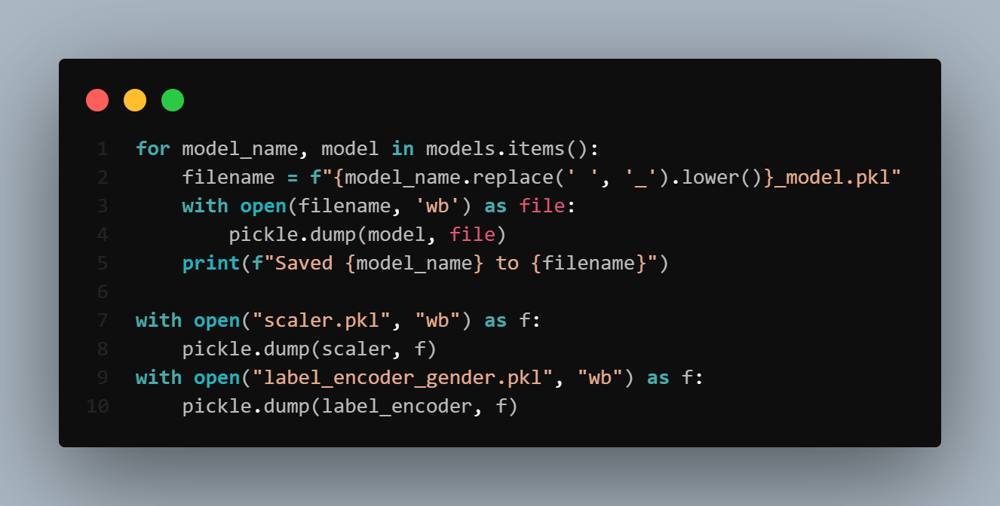 1 for model_name, model in models.items():
2     filename = f"{model_name.replace(' ', '_').lower()}_model.pkl"
3     with open(filename, 'wb') as file:
4         pickle.dump(model, file)
5     print(f"Saved {model_name} to {filename}")
6
7 with open("scaler.pkl", "wb") as f:
8     pickle.dump(scaler, f)
9 with open("label_encoder_gender.pkl", "wb") as f:
10     pickle.dump(label_encoder, f)